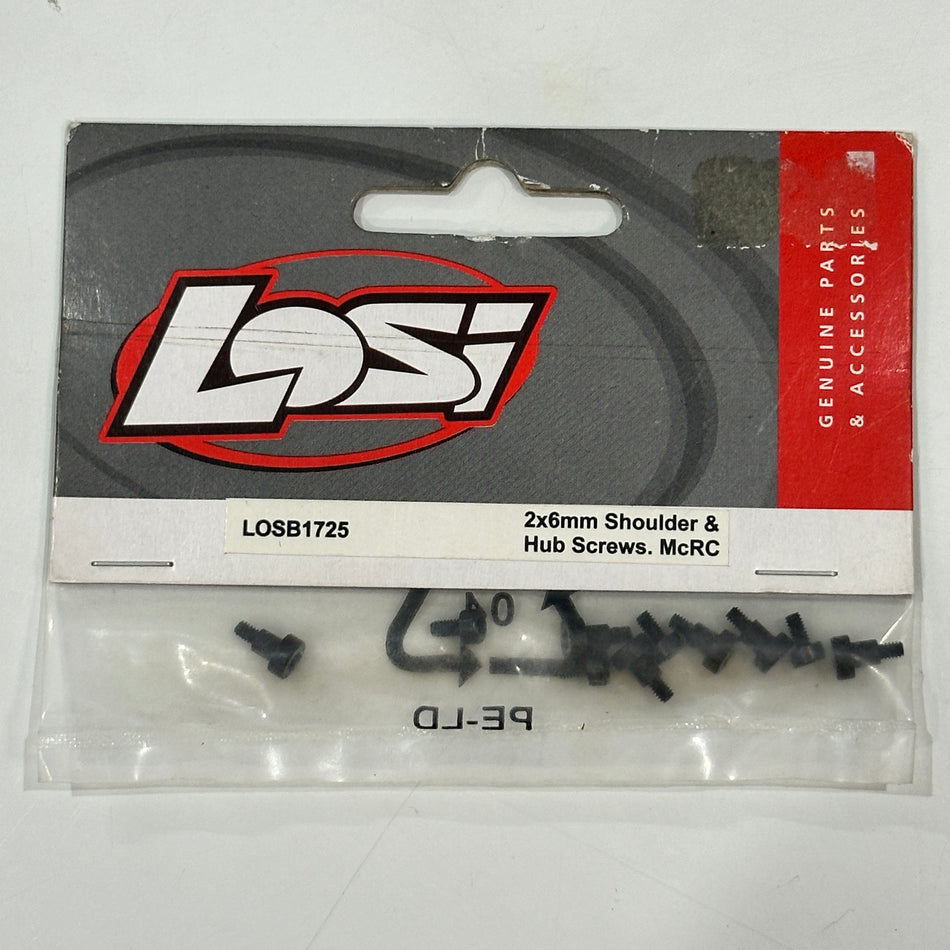 LOSi
GENUINE PARTS
& ACCESSORIES
LOSB1725
2x6mm Shoulder &
Hub Screws. McRC
04
PE-LD